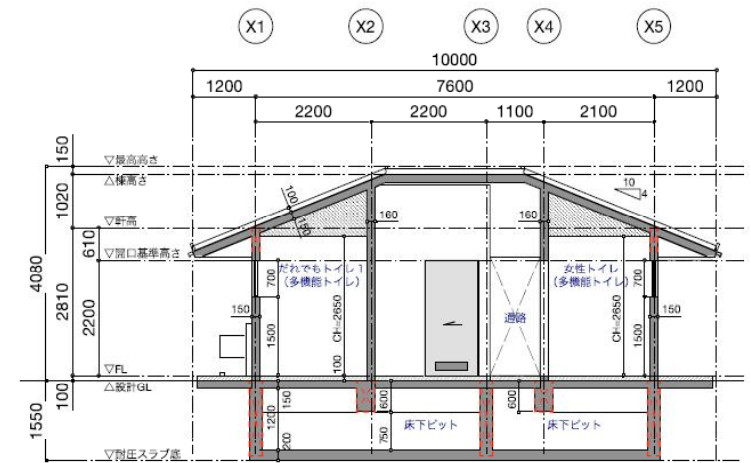 X1 X2 X3 X4 X5
10000
1200 7600 1200
2200 2200 1100 2100
150
▽最高高さ
△棟高さ
1020
100
150
10
4
160 160
▽軒高
610
▽開口基準高さ
4080
2810
2200
だれでもトイレ1
(多機能トイレ)
女性トイレ
(多機能トイレ)
700
700
150
150
CH=2650
CH=2650
通路
1500
1500
100
▽FL
△設計GL
100
1550
150
600
600
1200
750
200
床下ピット 床下ピット
▽耐圧スラブ底